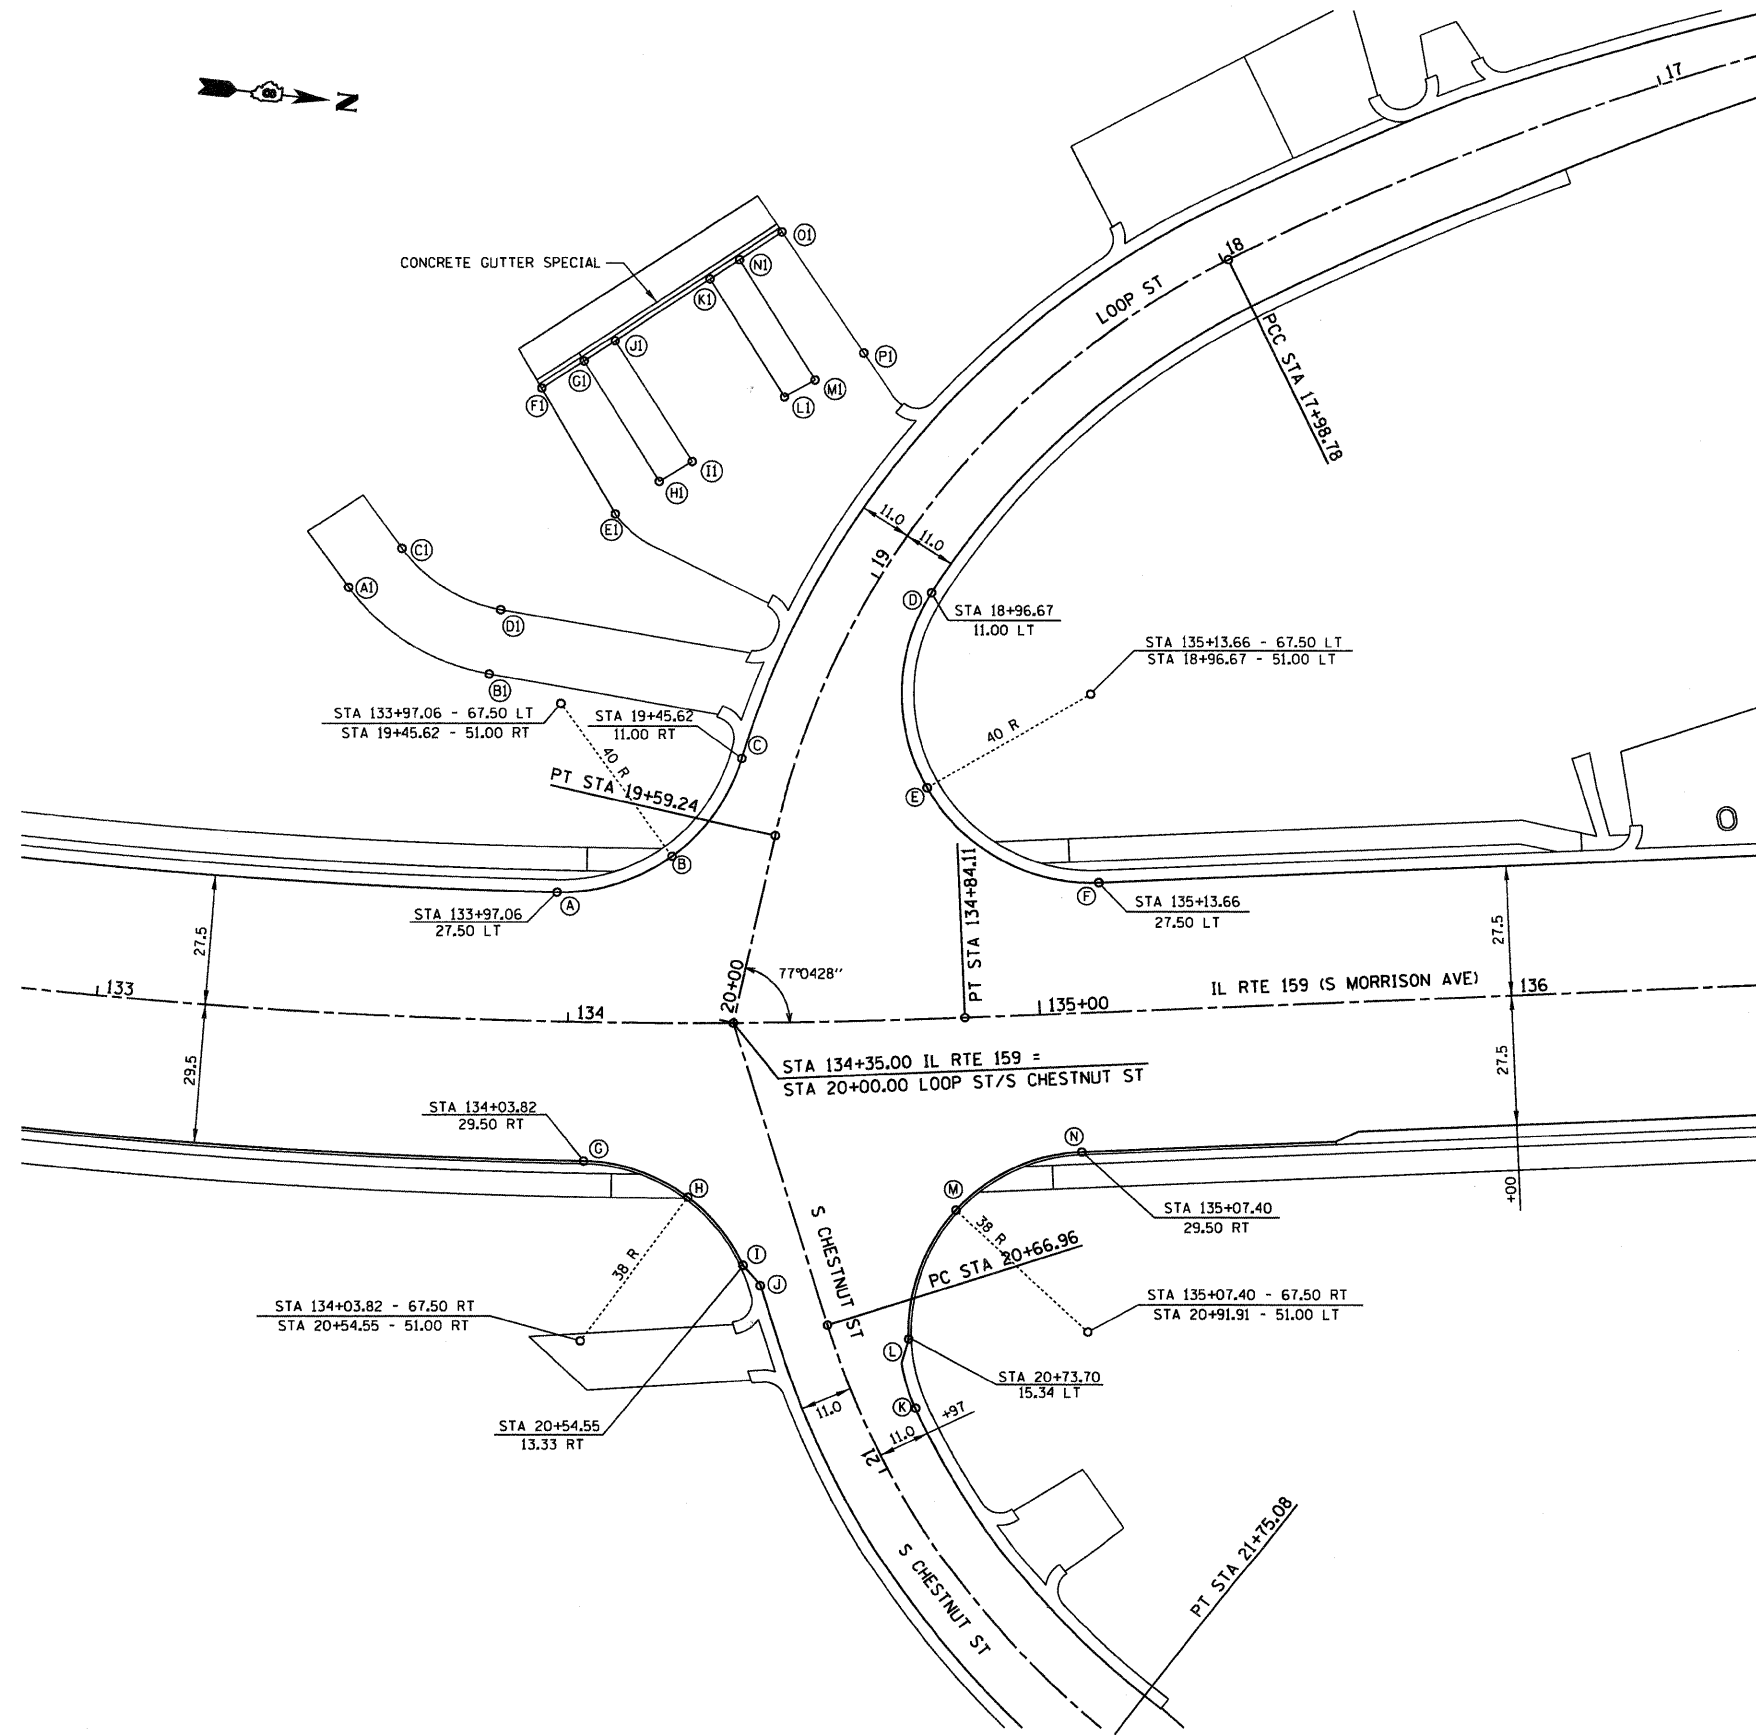 N
17
18
LOOP ST
PCC STA 17+98.78
CONCRETE GUTTER SPECIAL
O1
N1
K1
J1
G1
F1
P1
M1
L1
I1
H1
E1
C1
A1
D1
B1
11.0
11.0
19
D
STA 18+96.67
11.00 LT
STA 135+13.66 - 67.50 LT
STA 18+96.67 - 51.00 LT
40 R
STA 133+97.06 - 67.50 LT
STA 19+45.62 - 51.00 RT
STA 19+45.62
11.00 RT
C
40 R
PT STA 19+59.24
E
B
A
STA 133+97.06
27.50 LT
F
STA 135+13.66
27.50 LT
O
PT STA 134+84.11
27.5
27.5
20+00
77°0428''
133
134
135+00
IL RTE 159 (S MORRISON AVE)
136
STA 134+35.00 IL RTE 159 =
STA 20+00.00 LOOP ST/S CHESTNUT ST
29.5
27.5
STA 134+03.82
29.50 RT
G
H
N
M
+00
STA 135+07.40
29.50 RT
S CHESTNUT ST
38 R
PC STA 20+66.96
38 R
I
J
STA 134+03.82 - 67.50 RT
STA 20+54.55 - 51.00 RT
STA 135+07.40 - 67.50 RT
STA 20+91.91 - 51.00 LT
L
STA 20+73.70
15.34 LT
K
11.0
11.0
+97
21
STA 20+54.55
13.33 RT
S CHESTNUT ST
PT STA 21+75.08